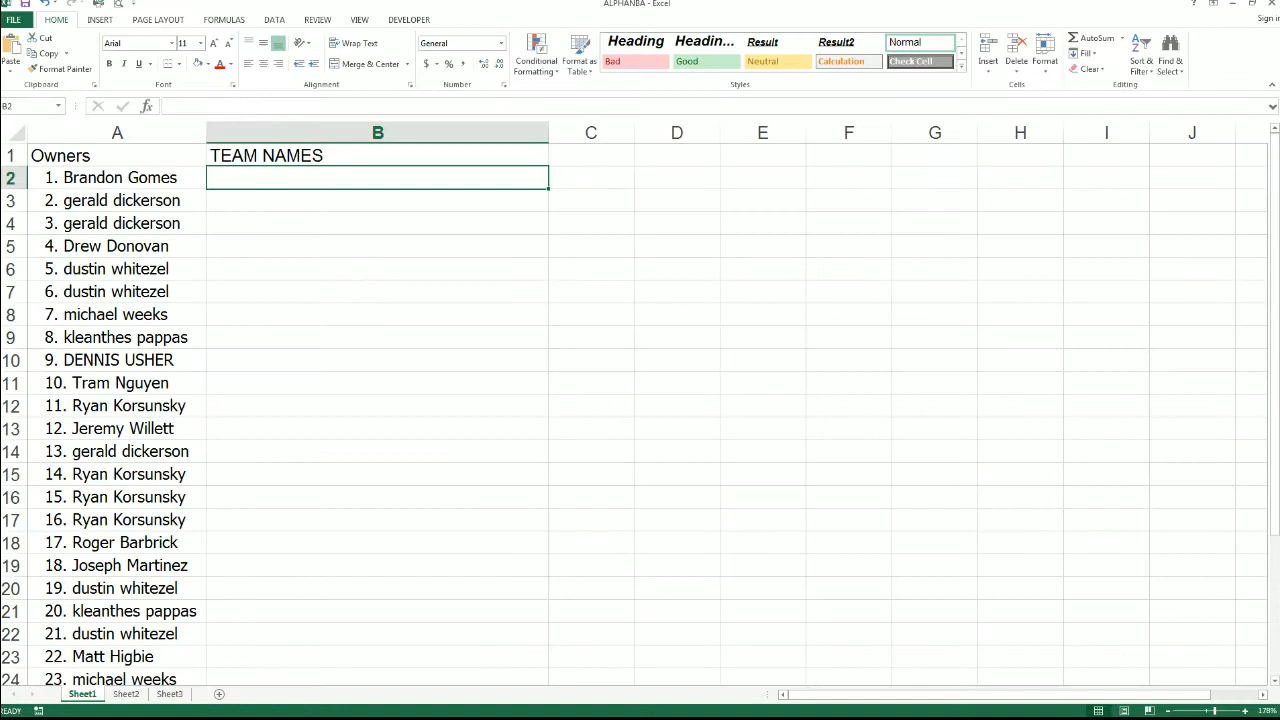 ALPHANBA - Excel
Sign in
FILE HOME INSERT PAGE LAYOUT FORMULAS DATA REVIEW VIEW DEVELOPER
Cut
Copy
Format Painter
Paste
Clipboard
Arial 11
B I U
Font
Wrap Text
Merge & Center
Alignment
General
$ % ,
Number
Conditional Formatting
Format as Table
Heading Headin... Result Result2 Normal
Bad Good Neutral Calculation Check Cell
Styles
Insert Delete Format
Cells
AutoSum
Fill
Clear
Sort & Filter
Find & Select
Editing
B2
fx
A B C D E F G H I J
1 Owners TEAM NAMES
2 1. Brandon Gomes
3 2. gerald dickerson
4 3. gerald dickerson
5 4. Drew Donovan
6 5. dustin whitezel
7 6. dustin whitezel
8 7. michael weeks
9 8. kleanthes pappas
10 9. DENNIS USHER
11 10. Tram Nguyen
12 11. Ryan Korsunsky
13 12. Jeremy Willett
14 13. gerald dickerson
15 14. Ryan Korsunsky
16 15. Ryan Korsunsky
17 16. Ryan Korsunsky
18 17. Roger Barbrick
19 18. Joseph Martinez
20 19. dustin whitezel
21 20. kleanthes pappas
22 21. dustin whitezel
23 22. Matt Higbie
24 23. michael weeks
Sheet1 Sheet2 Sheet3
READY
178%